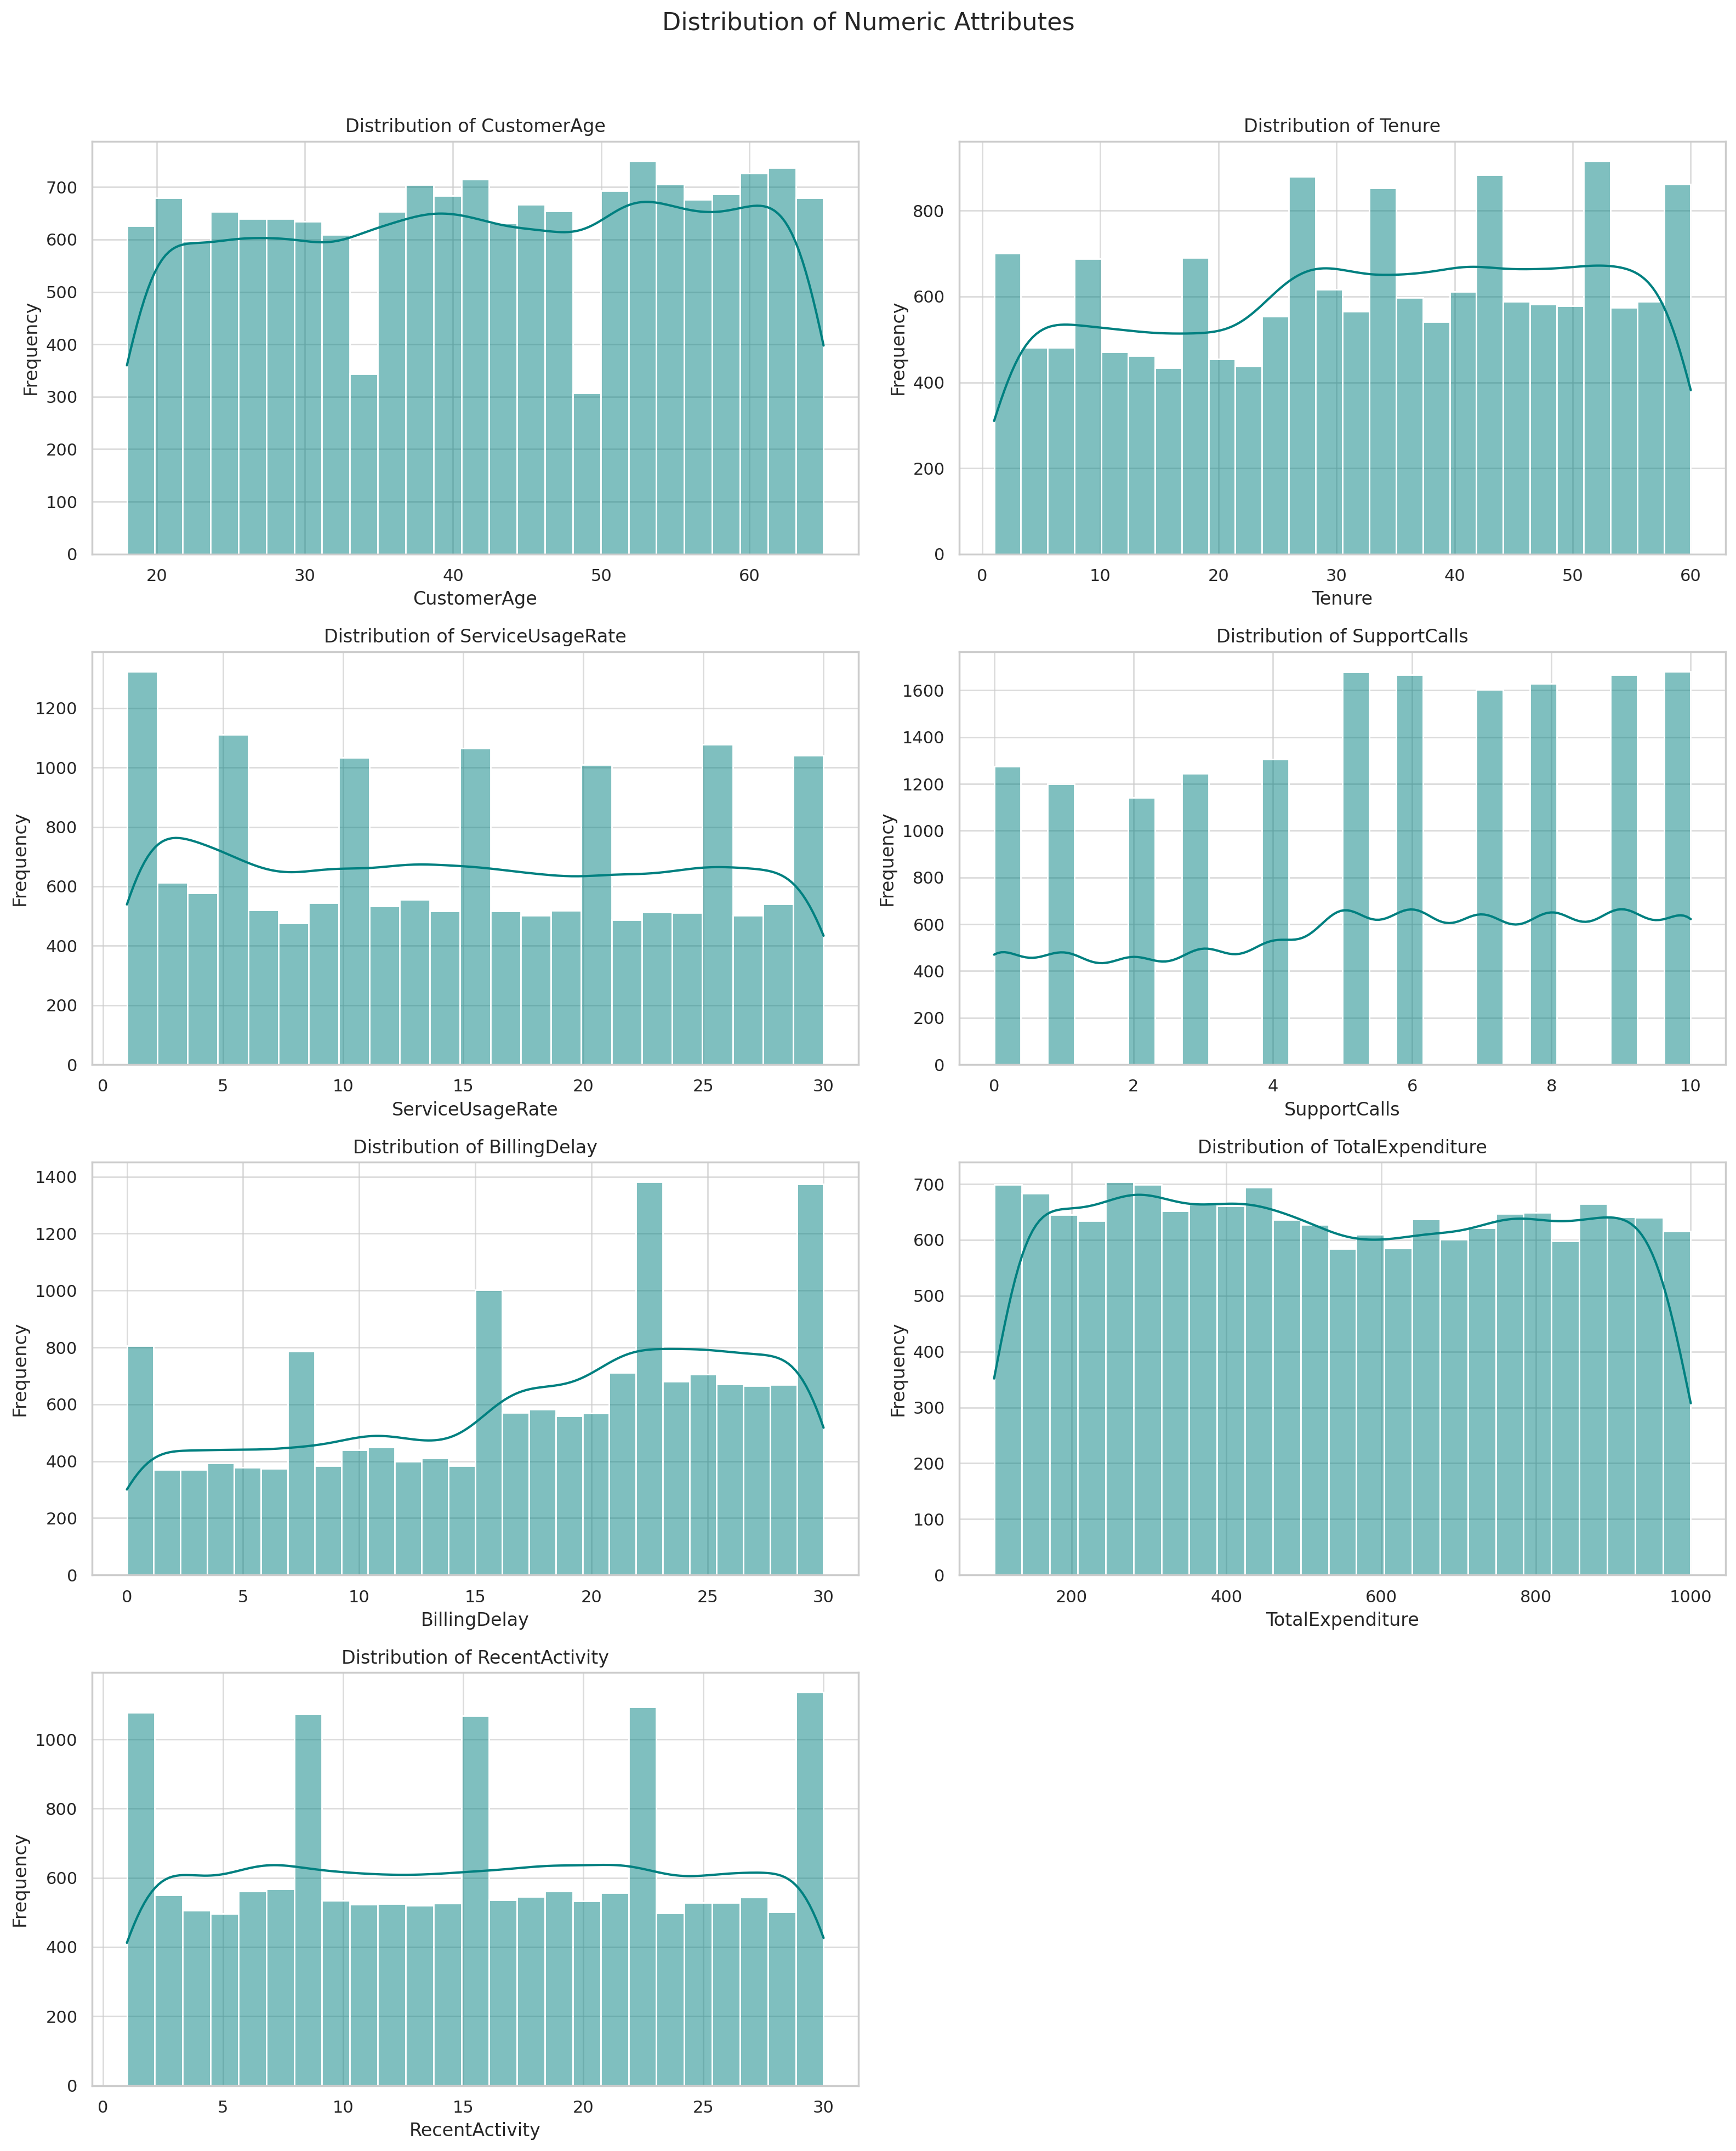 Distribution of Numeric Attributes
Distribution of CustomerAge
Frequency
700
600
500
400
300
200
100
0
20 30 40 50 60
CustomerAge
Distribution of Tenure
Frequency
800
600
400
200
0
0 10 20 30 40 50 60
Tenure
Distribution of ServiceUsageRate
Frequency
1200
1000
800
600
400
200
0
0 5 10 15 20 25 30
ServiceUsageRate
Distribution of SupportCalls
Frequency
1600
1400
1200
1000
800
600
400
200
0
0 2 4 6 8 10
SupportCalls
Distribution of BillingDelay
Frequency
1400
1200
1000
800
600
400
200
0
0 5 10 15 20 25 30
BillingDelay
Distribution of TotalExpenditure
Frequency
700
600
500
400
300
200
100
0
200 400 600 800 1000
TotalExpenditure
Distribution of RecentActivity
Frequency
1000
800
600
400
200
0
0 5 10 15 20 25 30
RecentActivity